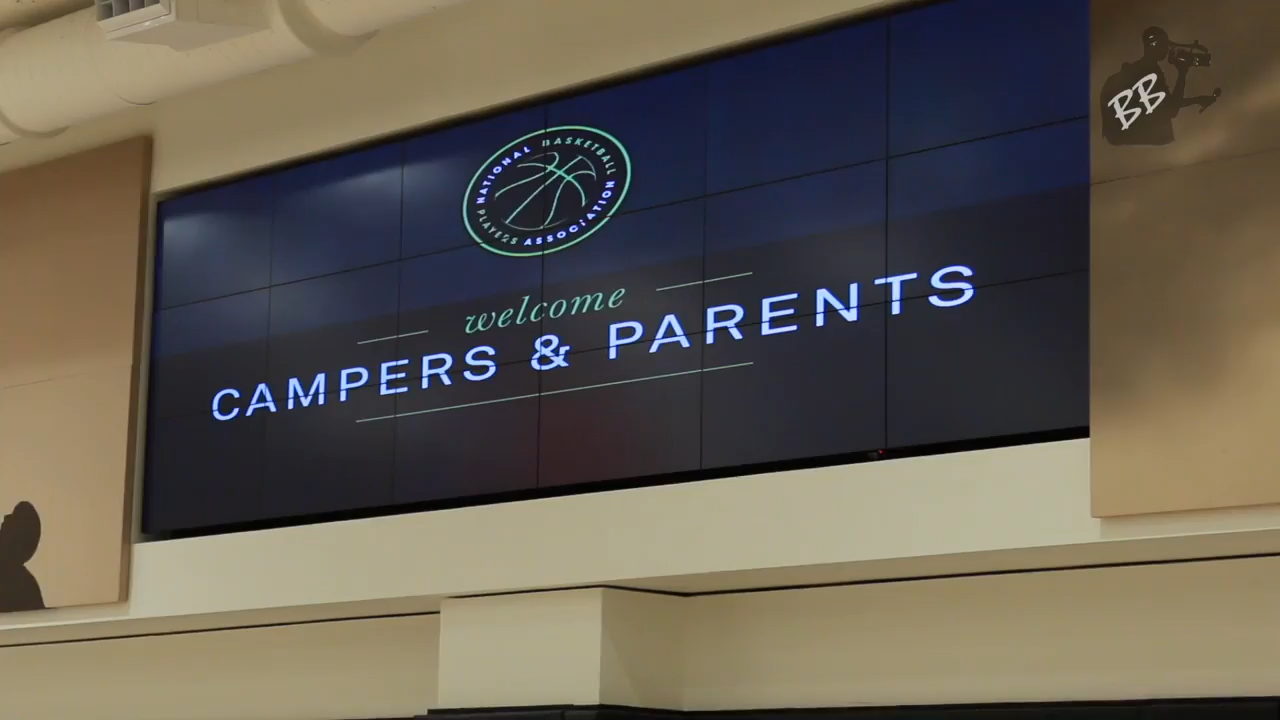 BB
NATIONAL BASKETBALL
PLAYERS ASSOCIATION
welcome
CAMPERS & PARENTS